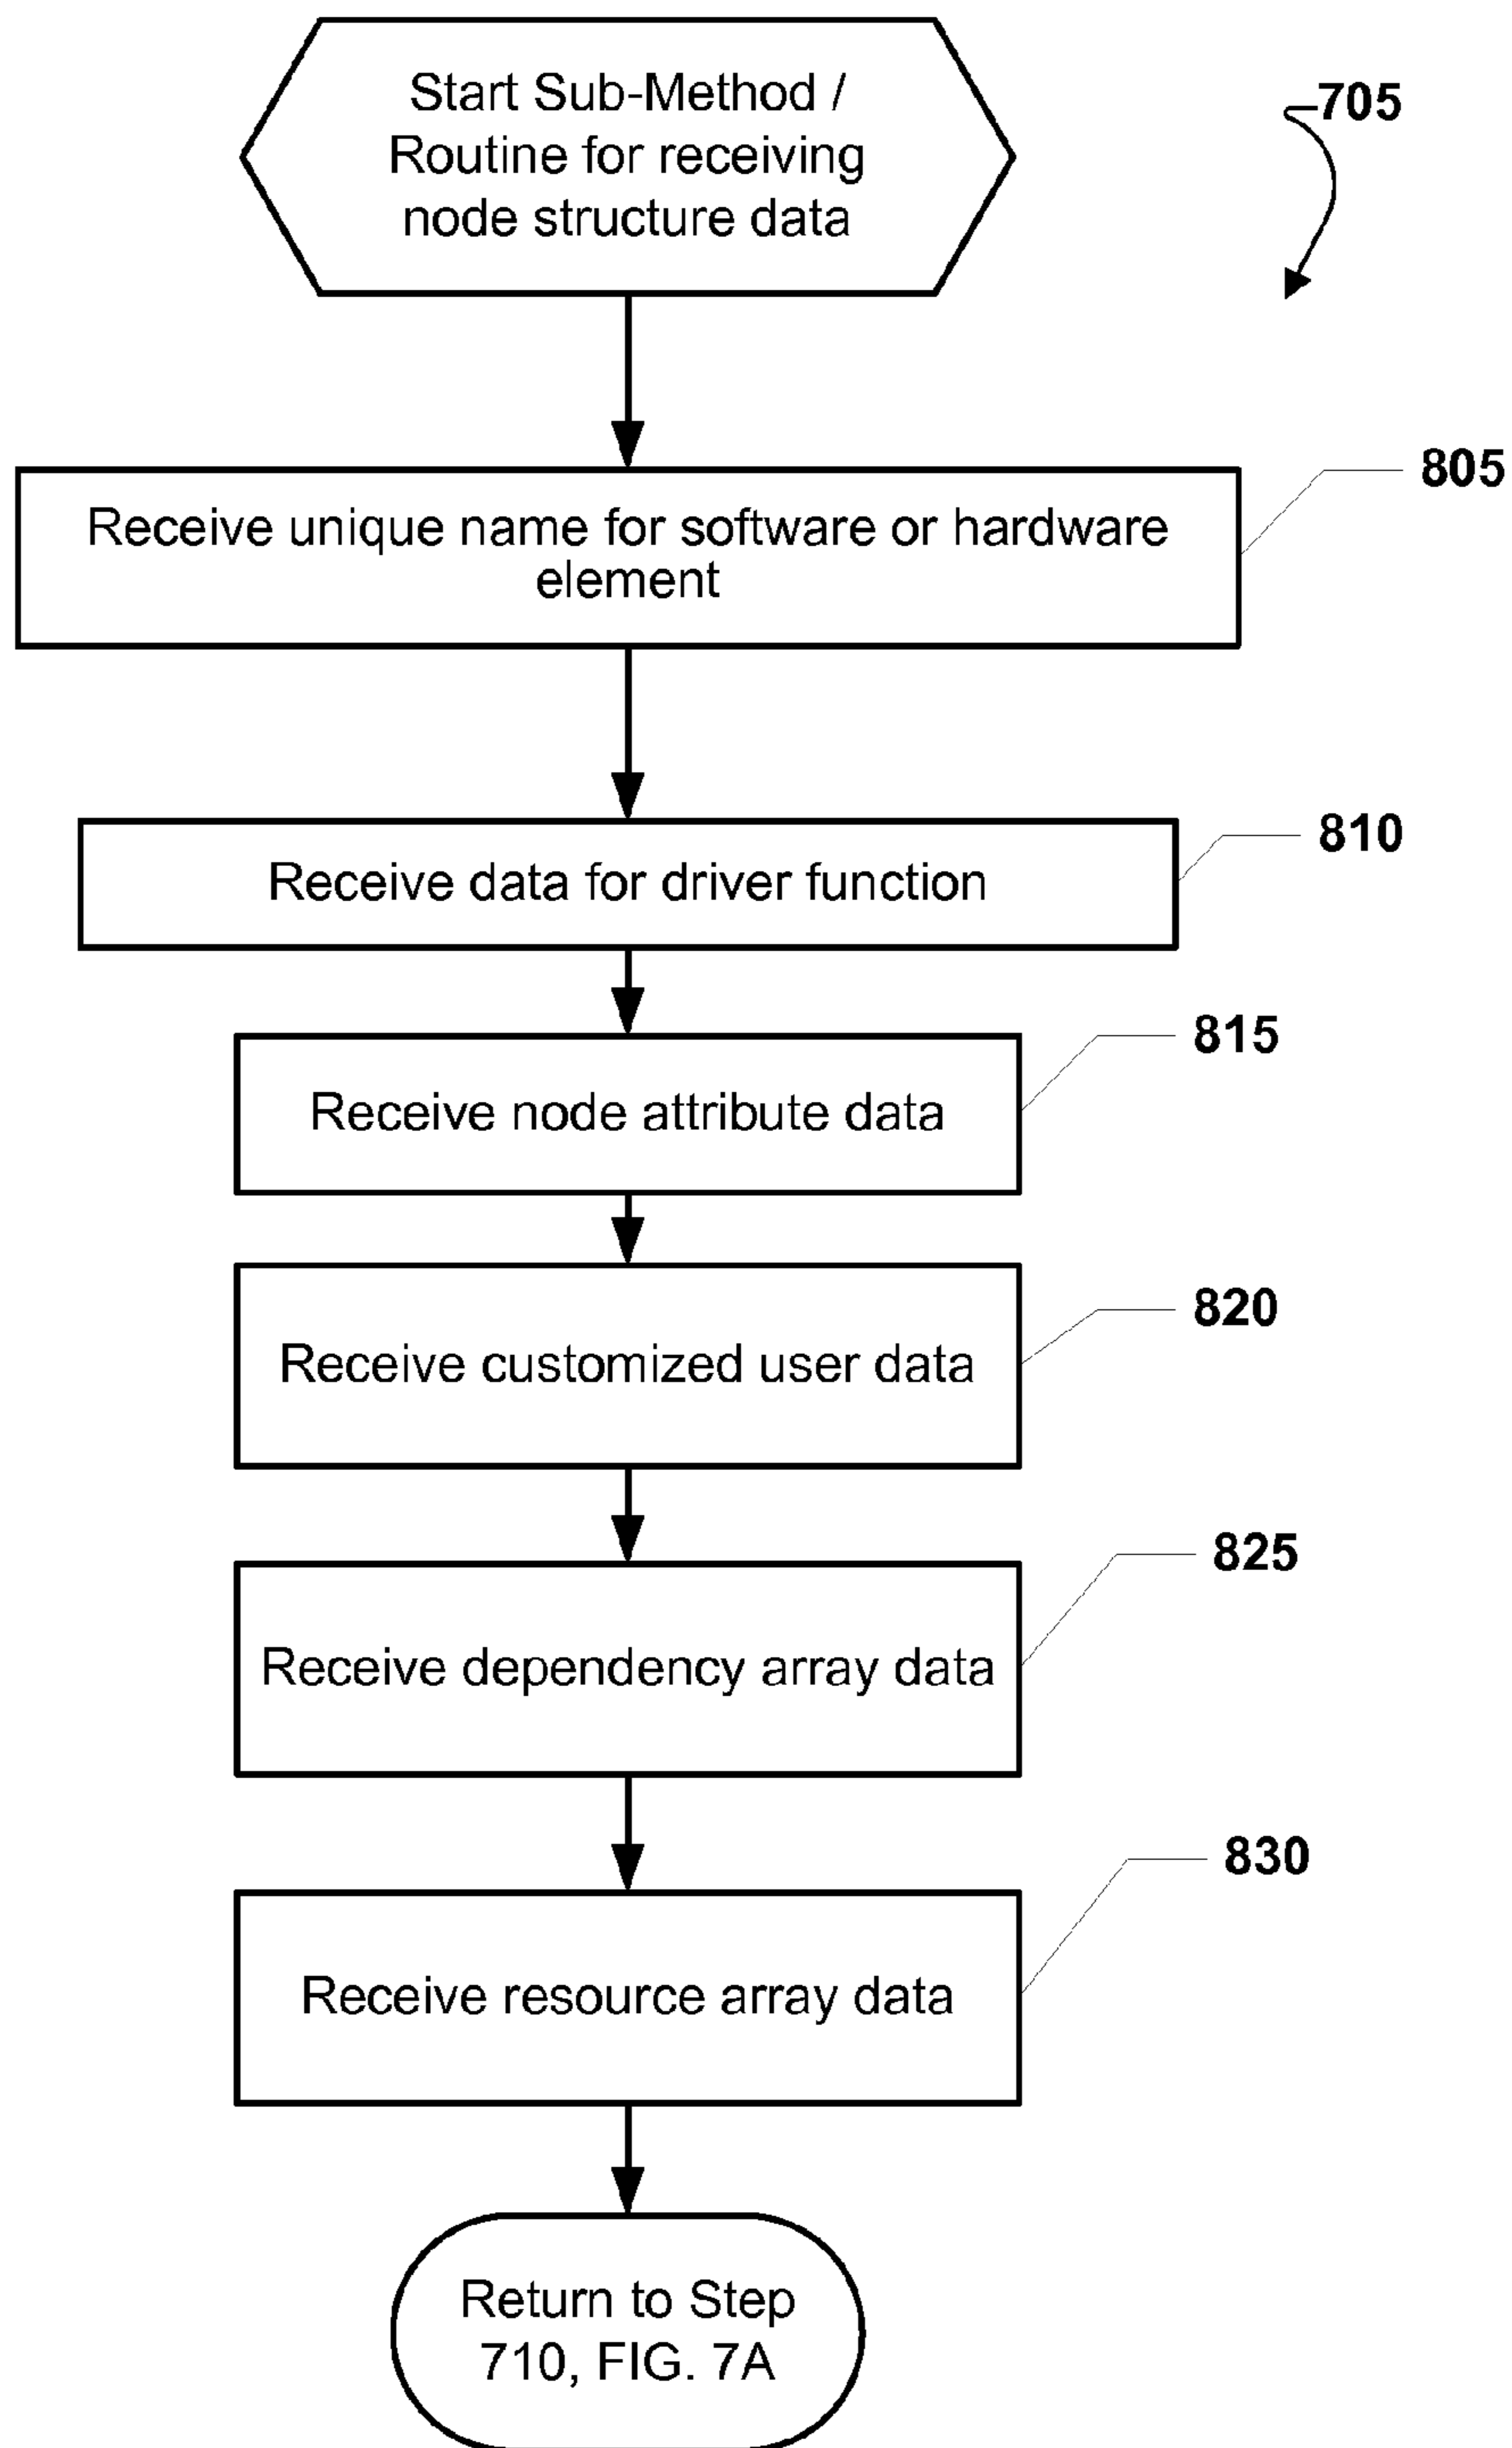 Start Sub-Method /
Routine for receiving
node structure data
705
Receive unique name for software or hardware
element
805
Receive data for driver function
810
Receive node attribute data
815
Receive customized user data
820
Receive dependency array data
825
Receive resource array data
830
Return to Step
710, FIG. 7A